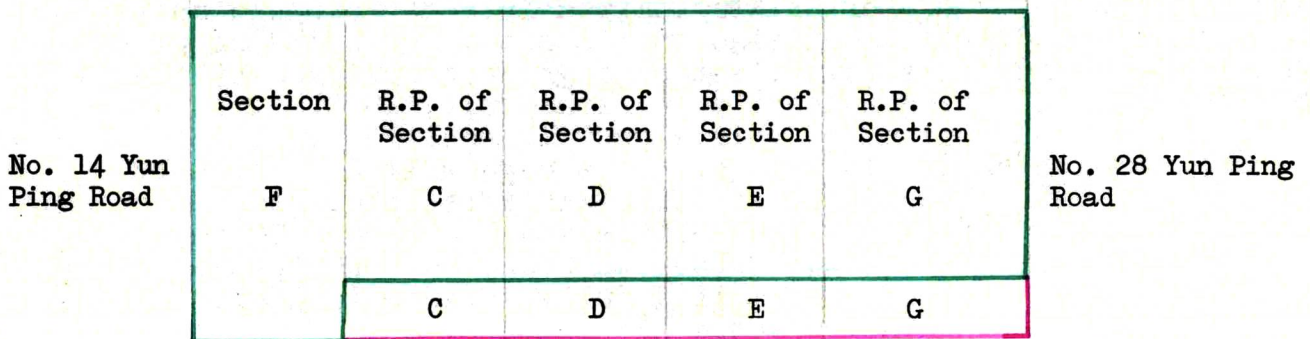 Section R.P. of R.P. of R.P. of R.P. of
Section Section Section Section
No. 14 Yun
Ping Road
F C D E G
No. 28 Yun Ping
Road
C D E G